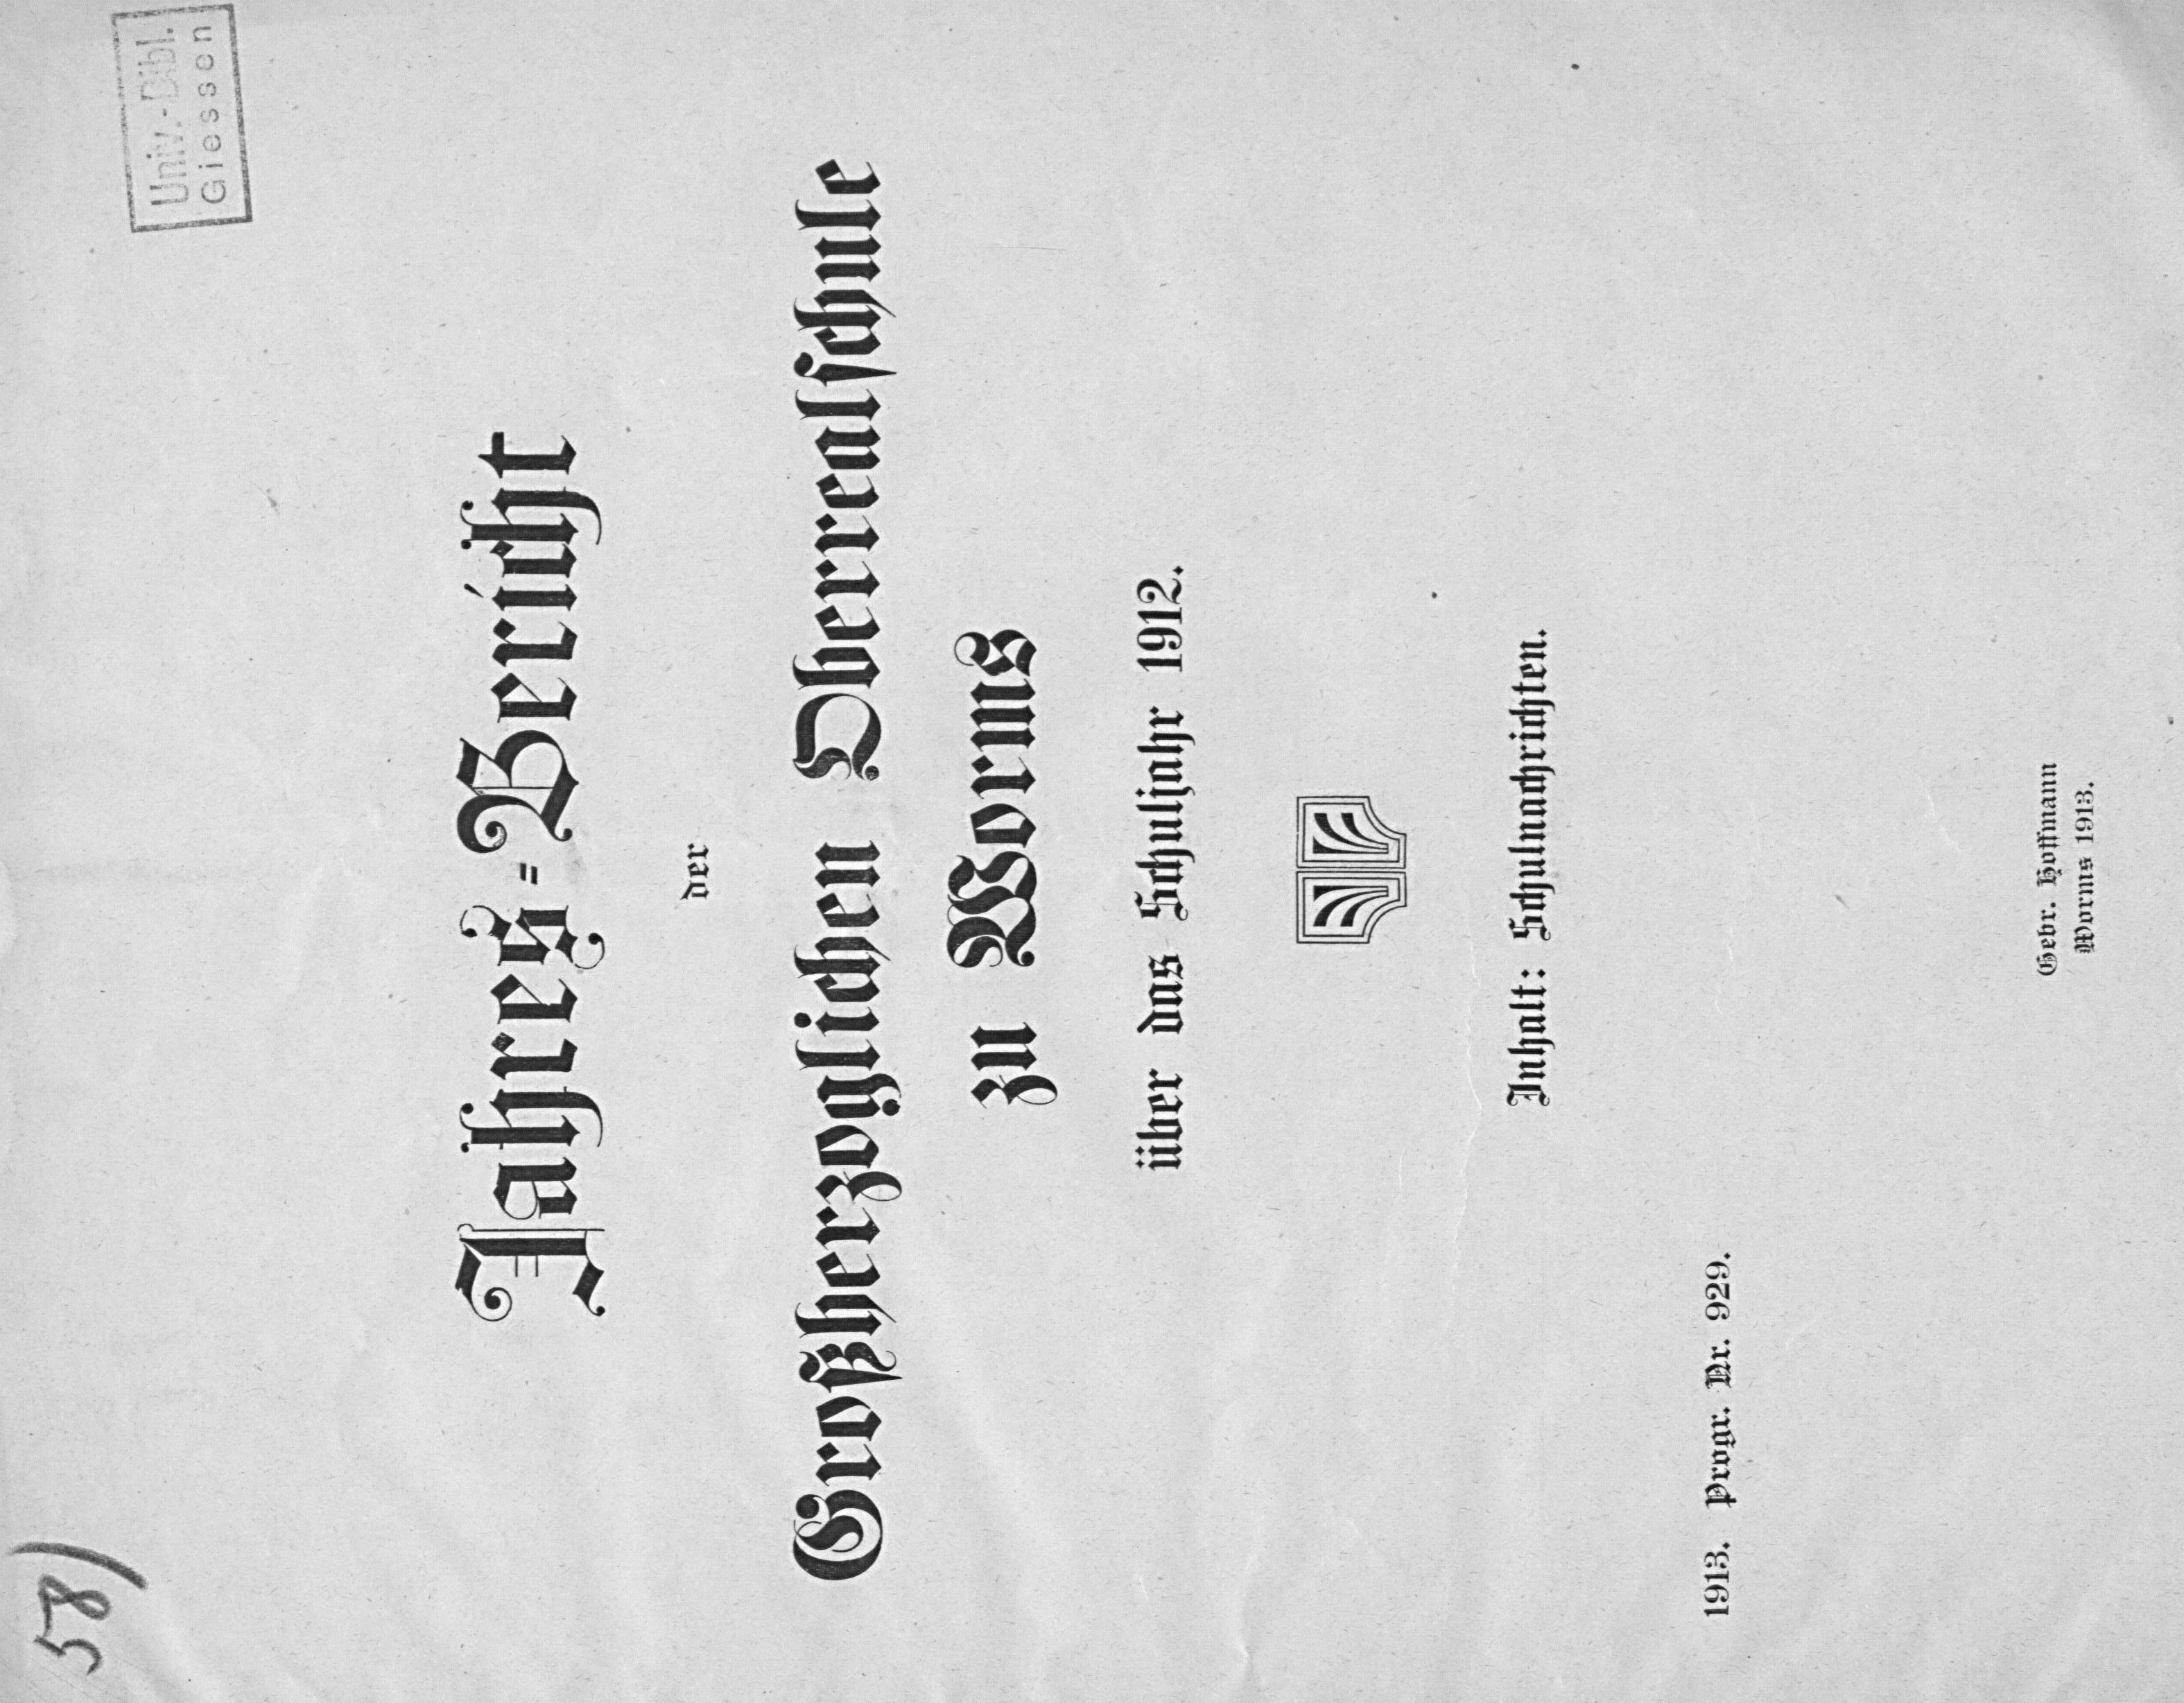 58)
Univ.-Bibl.
Giessen
Jahres-Bericht
der
Großherzoglichen Oberrealschule
zu Worms
über das Schuljahr 1912.
Inhalt: Schulnachrichten.
1913. Progr. Nr. 929.
Gebr. Hoffmann
Worms 1913.